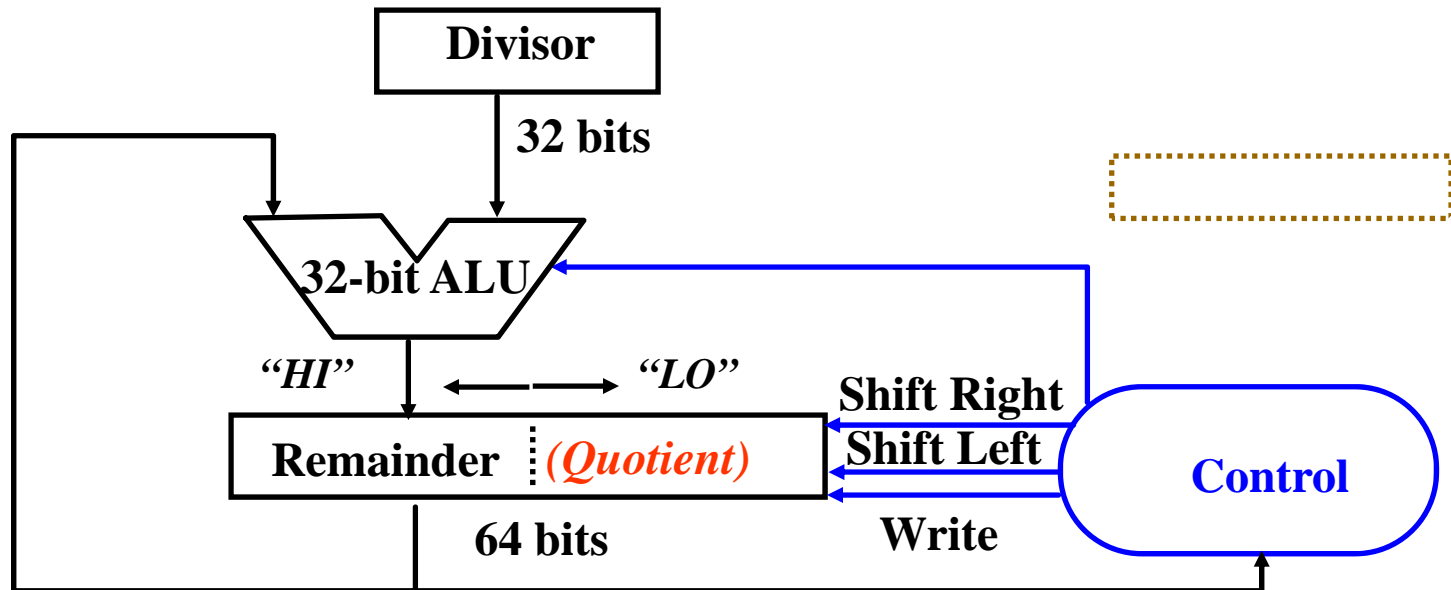 Divisor
32 bits
32-bit ALU
“HI”
“LO”
Shift Right
Remainder
(Quotient)
Shift Left
Control
64 bits
Write